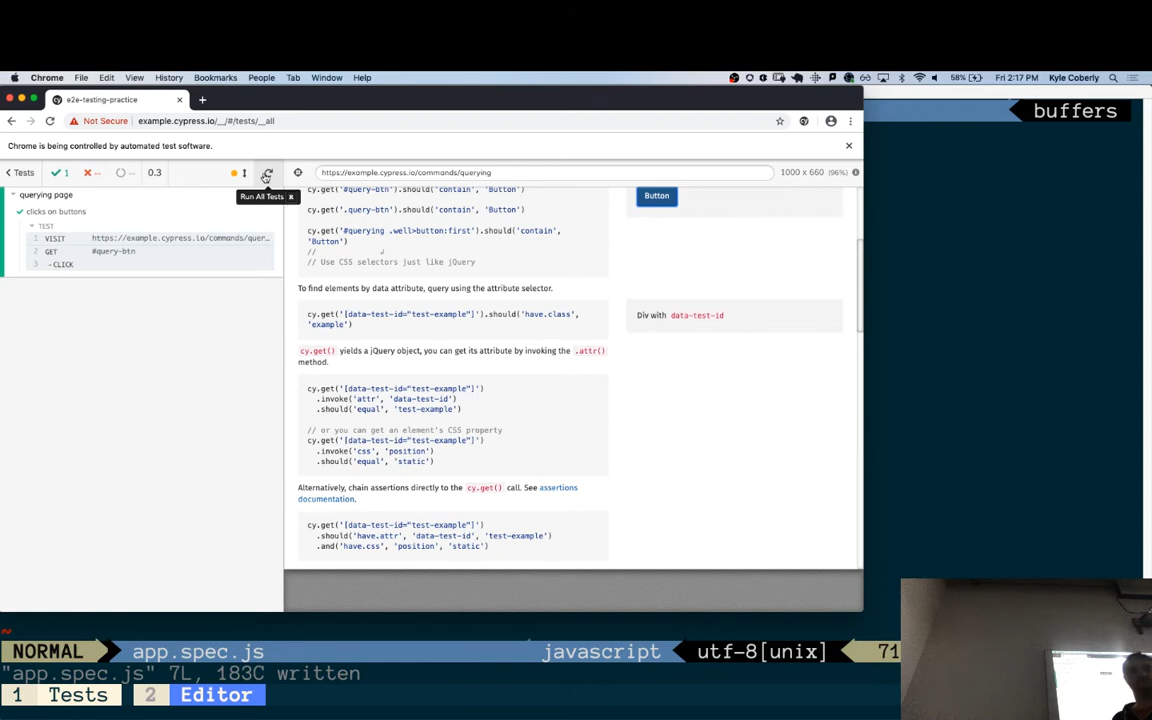 Chrome File Edit View History Bookmarks People Tab Window Help 58% Fri 2:17 PM Kyle Coberly
e2e-testing-practice
buffers
Not Secure example.cypress.io/__/#/tests/__all
Chrome is being controlled by automated test software.
Tests 1 -- -- 0.3 https://example.cypress.io/commands/querying 1000 x 660 (96%)
Run All Tests R
querying page
clicks on buttons
TEST
1 VISIT https://example.cypress.io/commands/quer...
2 GET #query-btn
3 -CLICK
cy.get('#query-btn').should('contain', 'Button')
cy.get('.query-btn').should('contain', 'Button')
cy.get('#querying .well>button:first').should('contain',
'Button')
// ↲
// Use CSS selectors just like jQuery
Button
To find elements by data attribute, query using the attribute selector.
cy.get('[data-test-id="test-example"]').should('have.class',
'example')
Div with data-test-id
cy.get() yields a jQuery object, you can get its attribute by invoking the .attr()
method.
cy.get('[data-test-id="test-example"]')
.invoke('attr', 'data-test-id')
.should('equal', 'test-example')
// or you can get an element's CSS property
cy.get('[data-test-id="test-example"]')
.invoke('css', 'position')
.should('equal', 'static')
Alternatively, chain assertions directly to the cy.get() call. See assertions
documentation.
cy.get('[data-test-id="test-example"]')
.should('have.attr', 'data-test-id', 'test-example')
.and('have.css', 'position', 'static')
~
NORMAL app.spec.js javascript utf-8[unix] 71
"app.spec.js" 7L, 183C written
1 Tests 2 Editor